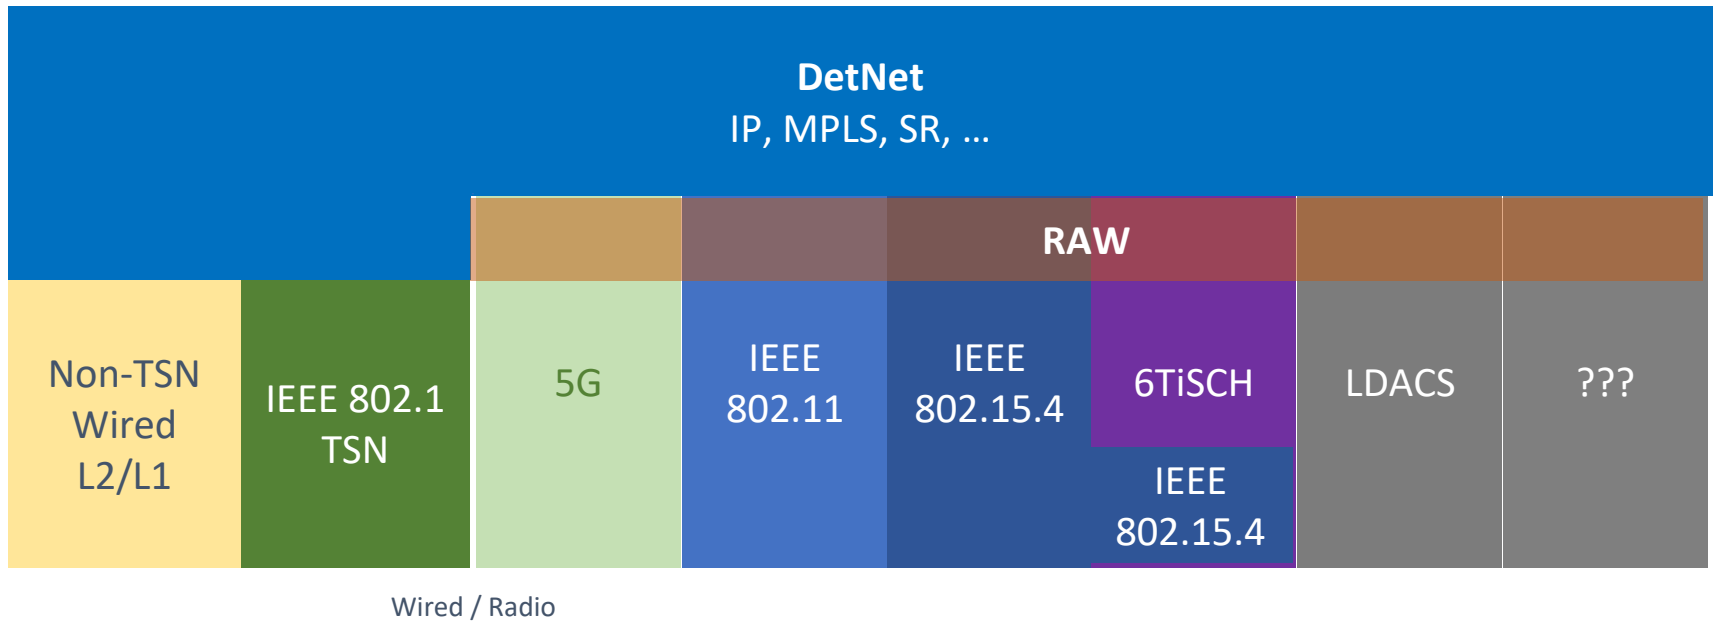 DetNet
IP, MPLS, SR, …
RAW
Non-TSN
Wired
L2/L1
IEEE 802.1
TSN
5G
IEEE
802.11
IEEE
802.15.4
6TiSCH
IEEE
802.15.4
LDACS
???
Wired / Radio